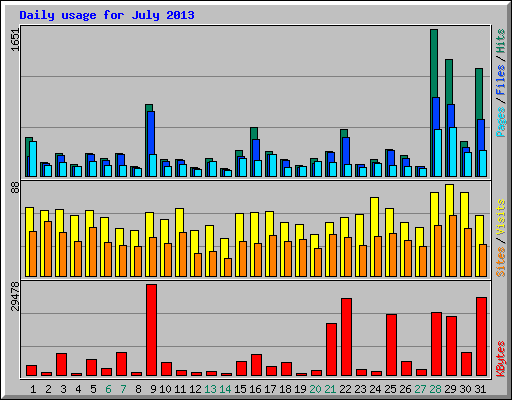 Daily usage for July 2013
1651
Pages / Files / Hits
88
Sites / Visits
29478
KBytes
1 2 3 4 5 6 7 8 9 10 11 12 13 14 15 16 17 18 19 20 21 22 23 24 25 26 27 28 29 30 31